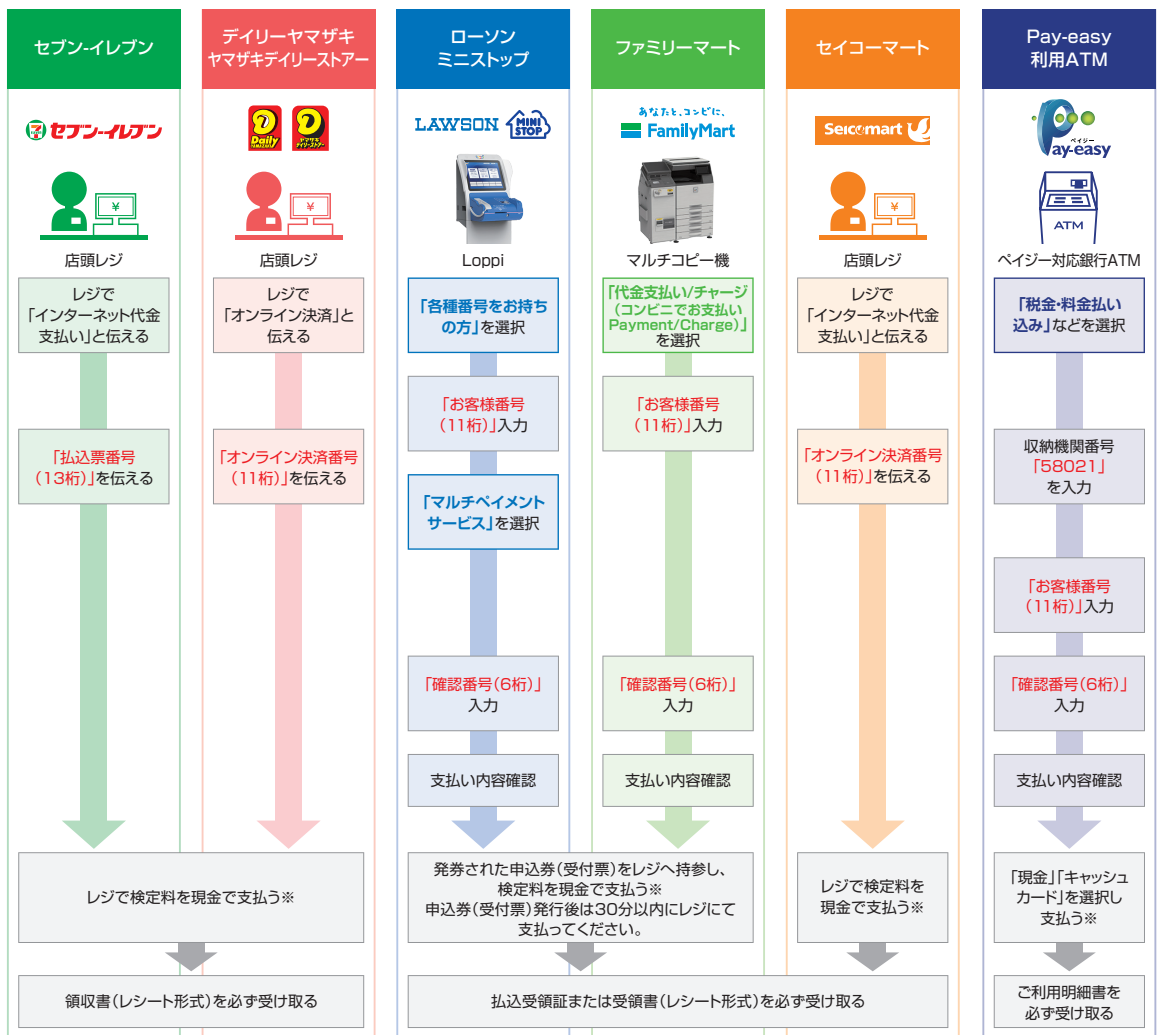 セブン-イレブン
セブン-イレブン
¥
店頭レジ
レジで
「インターネット代金
支払い」と伝える
「払込票番号
(13桁)」を伝える
デイリーヤマザキ
ヤマザキデイリーストアー
Daily
YAMAZAKI
ヤマザキ
デイリーストアー
¥
店頭レジ
レジで
「オンライン決済」と
伝える
「オンライン決済番号
(11桁)」を伝える
レジで検定料を現金で支払う※
領収書(レシート形式)を必ず受け取る
ローソン
ミニストップ
LAWSON
MINI
STOP
Loppi
「各種番号をお持ち
の方」を選択
「お客様番号
(11桁)」入力
「マルチペイメント
サービス」を選択
「確認番号(6桁)」
入力
支払い内容確認
ファミリーマート
あなたと、コンビに、
FamilyMart
マルチコピー機
「代金支払い/チャージ
(コンビニでお支払い
Payment/Charge)」
を選択
「お客様番号
(11桁)」入力
「確認番号(6桁)」
入力
支払い内容確認
発券された申込券(受付票)をレジへ持参し、
検定料を現金で支払う※
申込券(受付票)発行後は30分以内にレジにて
支払ってください。
セイコーマート
Seicomart
¥
店頭レジ
レジで
「インターネット代金
支払い」と伝える
「オンライン決済番号
(11桁)」を伝える
レジで検定料を
現金で支払う※
払込受領証または受領書(レシート形式)を必ず受け取る
Pay-easy
利用ATM
ペイジー
Pay-easy
ATM
ペイジー対応銀行ATM
「税金・料金払い
込み」などを選択
収納機関番号
「58021」
を入力
「お客様番号
(11桁)」入力
「確認番号(6桁)」
入力
支払い内容確認
「現金」「キャッシュ
カード」を選択し
支払う※
ご利用明細書を
必ず受け取る